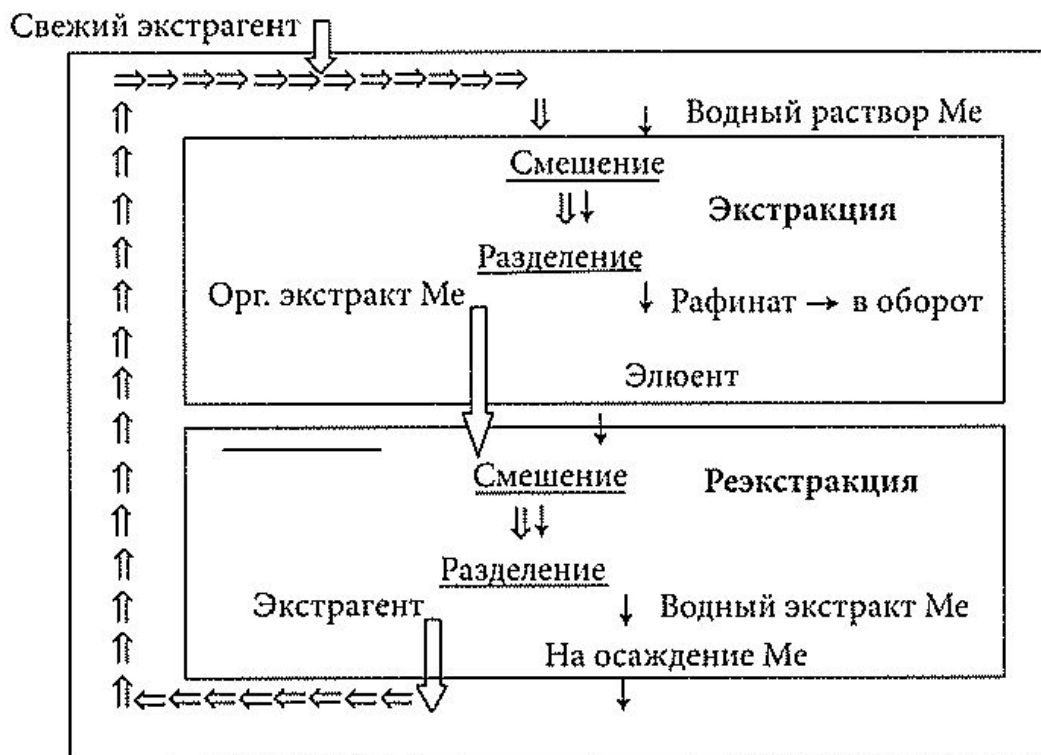 Свежий экстрагент
Водный раствор Me
Смешение
Экстракция
Разделение
Орг. экстракт Me
Рафинат → в оборот
Элюент
Смешение
Реэкстракция
Разделение
Экстрагент
Водный экстракт Me
На осаждение Me